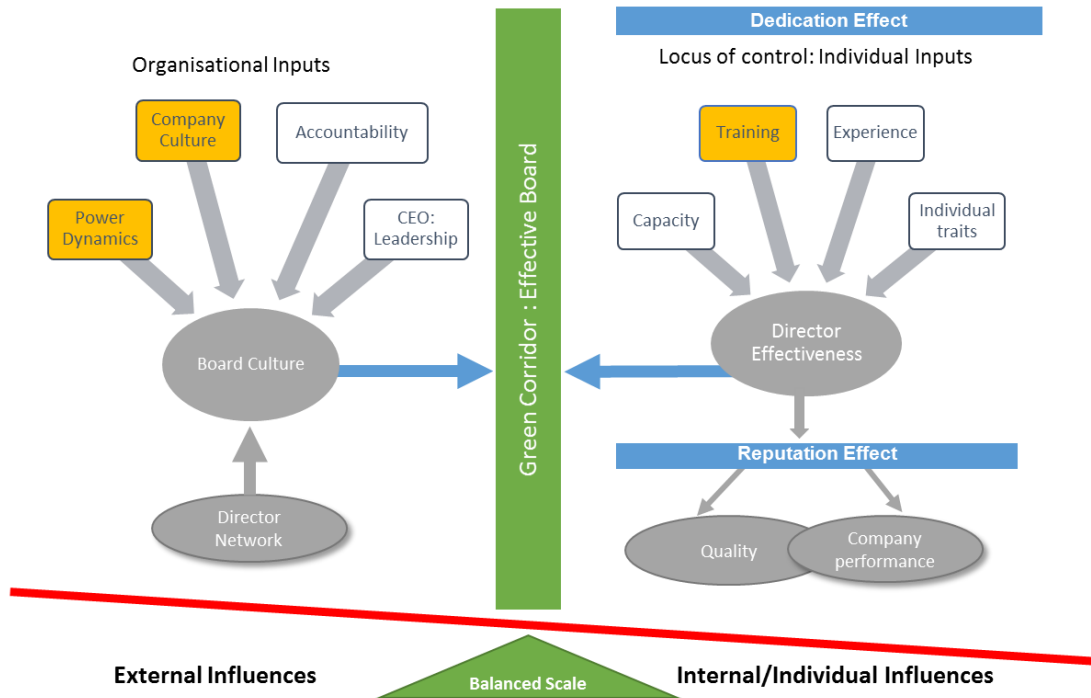 Dedication Effect
Organisational Inputs
Locus of control: Individual Inputs
Company
Culture
Accountability
Training
Experience
Power
Dynamics
CEO:
Leadership
Capacity
Individual
traits
Green Corridor : Effective Board
Board Culture
Director
Effectiveness
Reputation Effect
Director
Network
Quality
Company
performance
External Influences
Balanced Scale
Internal/Individual Influences